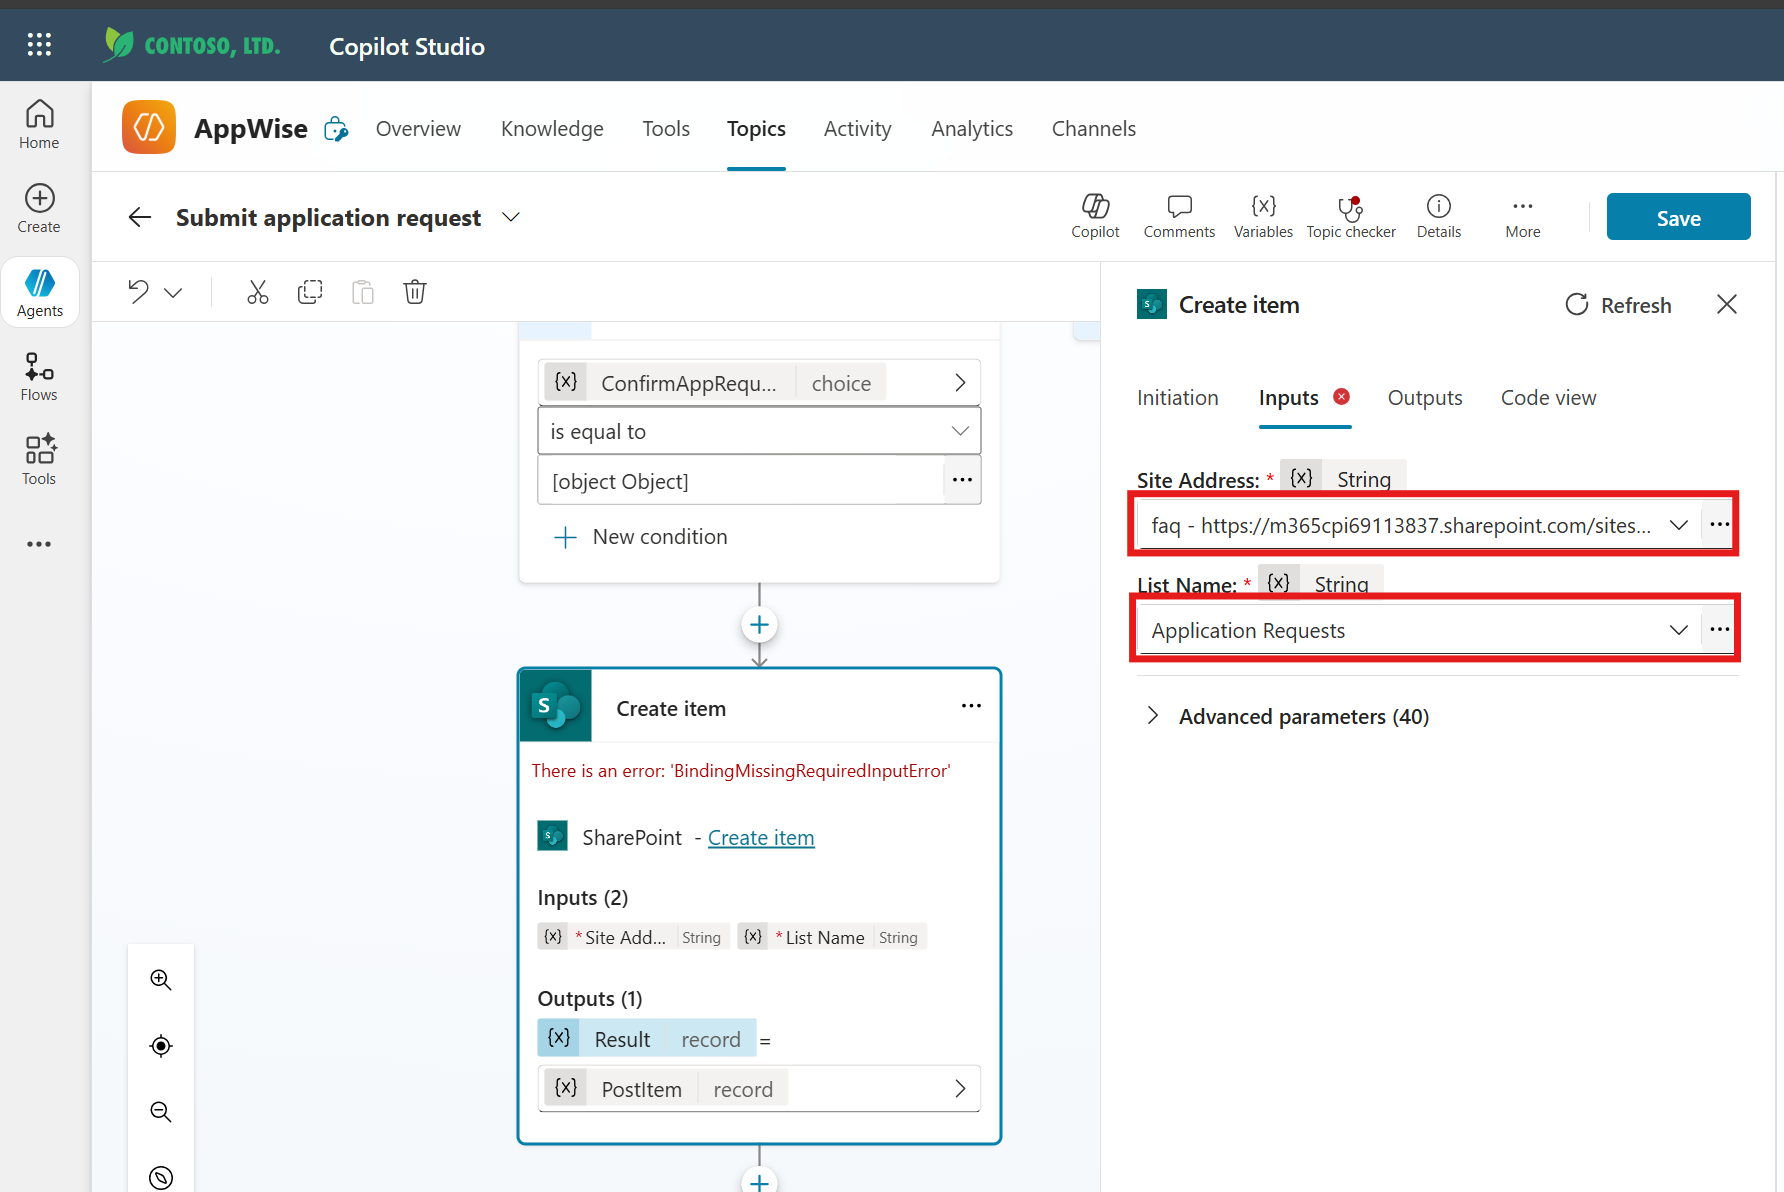 CONTOSO, LTD.
Copilot Studio
Home
Create
Agents
Flows
Tools
AppWise
Overview
Knowledge
Tools
Topics
Activity
Analytics
Channels
Submit application request
Copilot
Comments
{x}
Variables
Topic checker
Details
More
Save
{x} ConfirmAppRequ... choice
is equal to
[object Object]
New condition
S
Create item
There is an error: 'BindingMissingRequiredInputError'
S
SharePoint - Create item
Inputs (2)
{x} *Site Add... String {x} *List Name String
Outputs (1)
{x} Result record =
{x} PostItem record
S
Create item
Refresh
Initiation
Inputs
Outputs
Code view
Site Address: * {x} String
faq - https://m365cpi69113837.sharepoint.com/sites...
List Name: * {x} String
Application Requests
Advanced parameters (40)